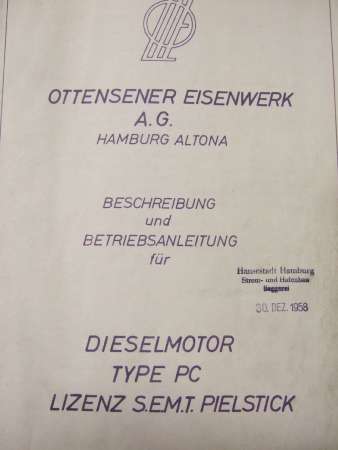 OTTENSENER EISENWERK
A.G.
HAMBURG ALTONA
BESCHREIBUNG
und
BETRIEBSANLEITUNG
für
Hansestadt Hamburg
Strom- und Hafenbau
Baggerei
30. DEZ. 1958
DIESELMOTOR
TYPE PC
LIZENZ S.E.M.T. PIELSTICK